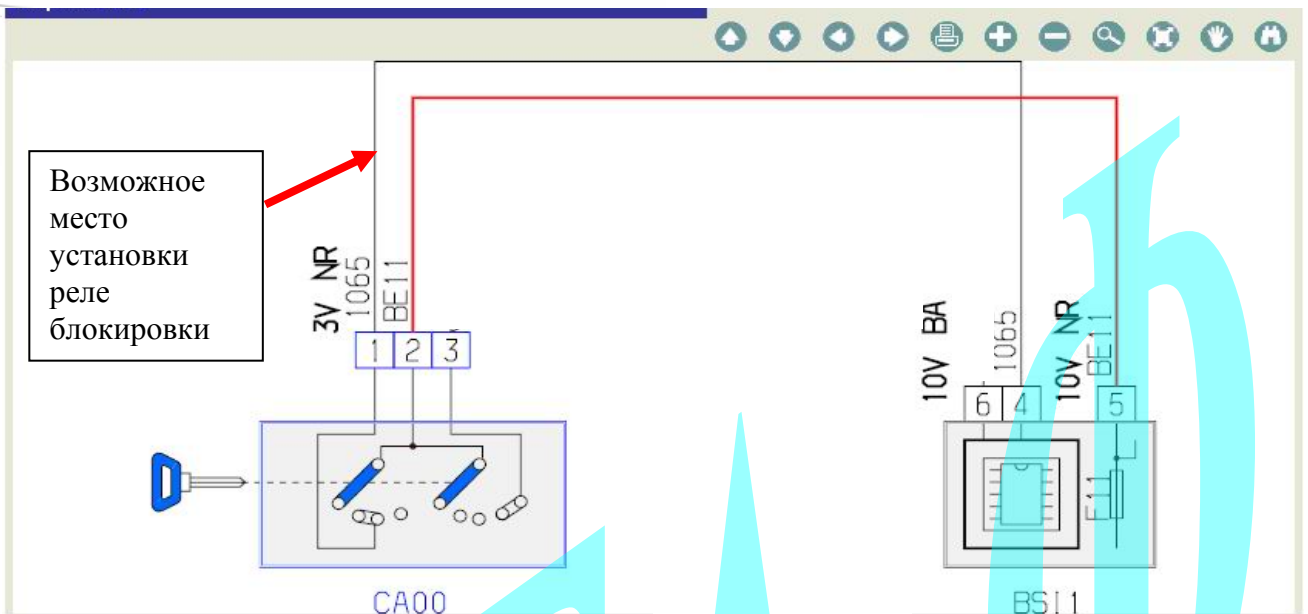 Возможное
место
установки
реле
блокировки
3V NR
1065
BE11
1 2 3
10V BA
1065
10V NR
BE11
6 4 5
F11
CA00
BSI1